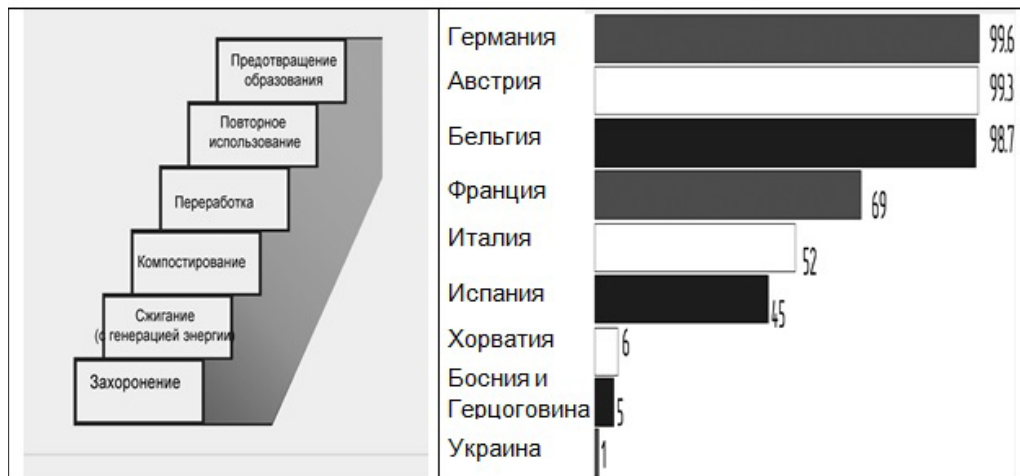 Предотвращение
образования
Повторное
использование
Переработка
Компостирование
Сжигание
(с генерацией энергии)
Захоронение
Германия 99.6
Австрия 99.3
Бельгия 98.7
Франция 69
Италия 52
Испания 45
Хорватия 6
Босния и
Герцоговина 5
Украина 1